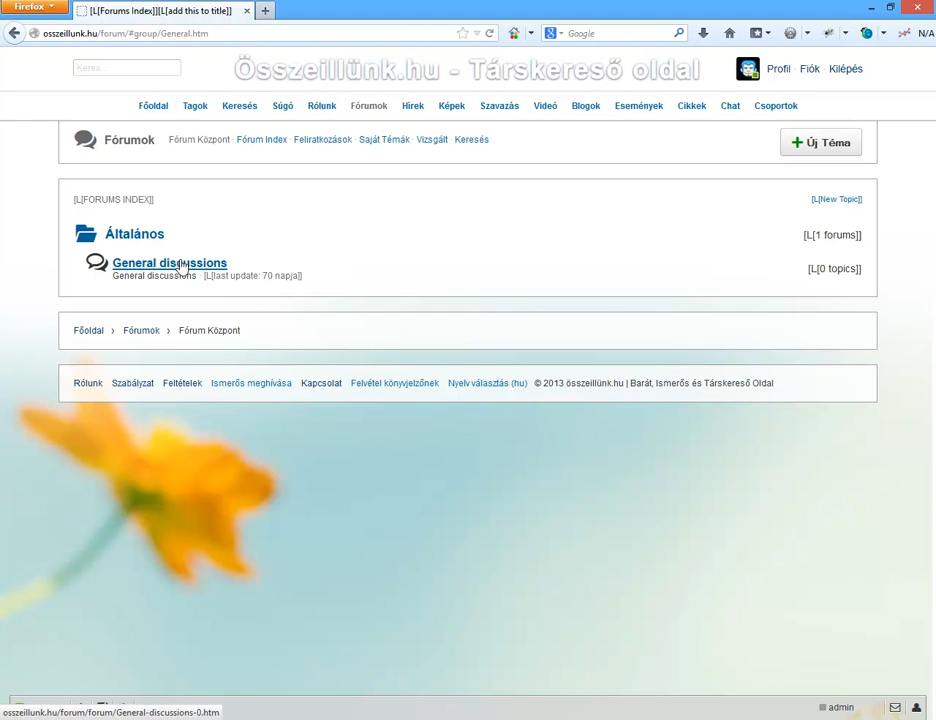 Firefox
[L[Forums Index]][L[add this to title]]
osszeillunk.hu/forum/#group/General.htm
Google
N/A
Keres...
Összeillünk.hu - Társkereső oldal
Profil · Fiók · Kilépés
Főoldal Tagok Keresés Súgó Rólunk Fórumok Hírek Képek Szavazás Videó Blogok Események Cikkek Chat Csoportok
Fórumok Fórum Központ · Fórum Index · Feliratkozások · Saját Témák · Vizsgált · Keresés
Új Téma
[L[FORUMS INDEX]] [L[New Topic]]
Általános [L[1 forums]]
General discussions
General discussions · [L[last update: 70 napja]] [L[0 topics]]
Főoldal › Fórumok › Fórum Központ
Rólunk Szabályzat Feltételek Ismerős meghívása Kapcsolat Felvétel könyvjelzőnek Nyelv választás (hu) © 2013 összeillünk.hu | Barát, Ismerős és Társkereső Oldal
admin
osszeillunk.hu/forum/forum/General-discussions-0.htm